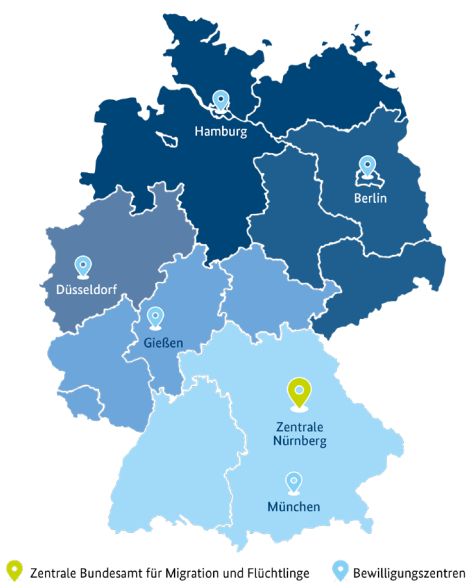 Hamburg
Berlin
Düsseldorf
Gießen
Zentrale
Nürnberg
München
Zentrale Bundesamt für Migration und Flüchtlinge
Bewilligungszentren